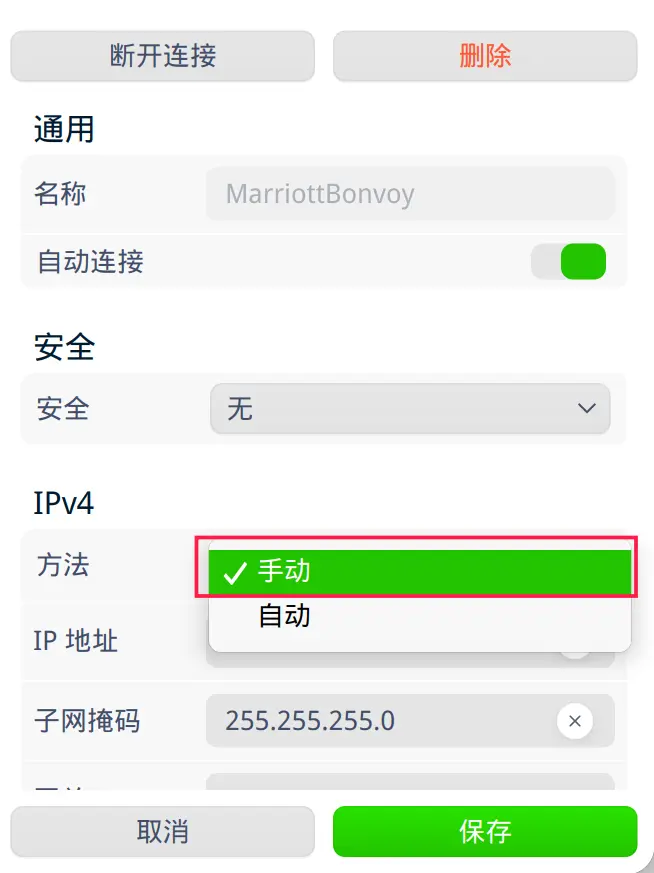 断开连接 删除
通用
名称 MarriottBonvoy
自动连接
安全
安全 无
IPv4
方法 手动
自动
IP 地址
子网掩码 255.255.255.0
取消 保存